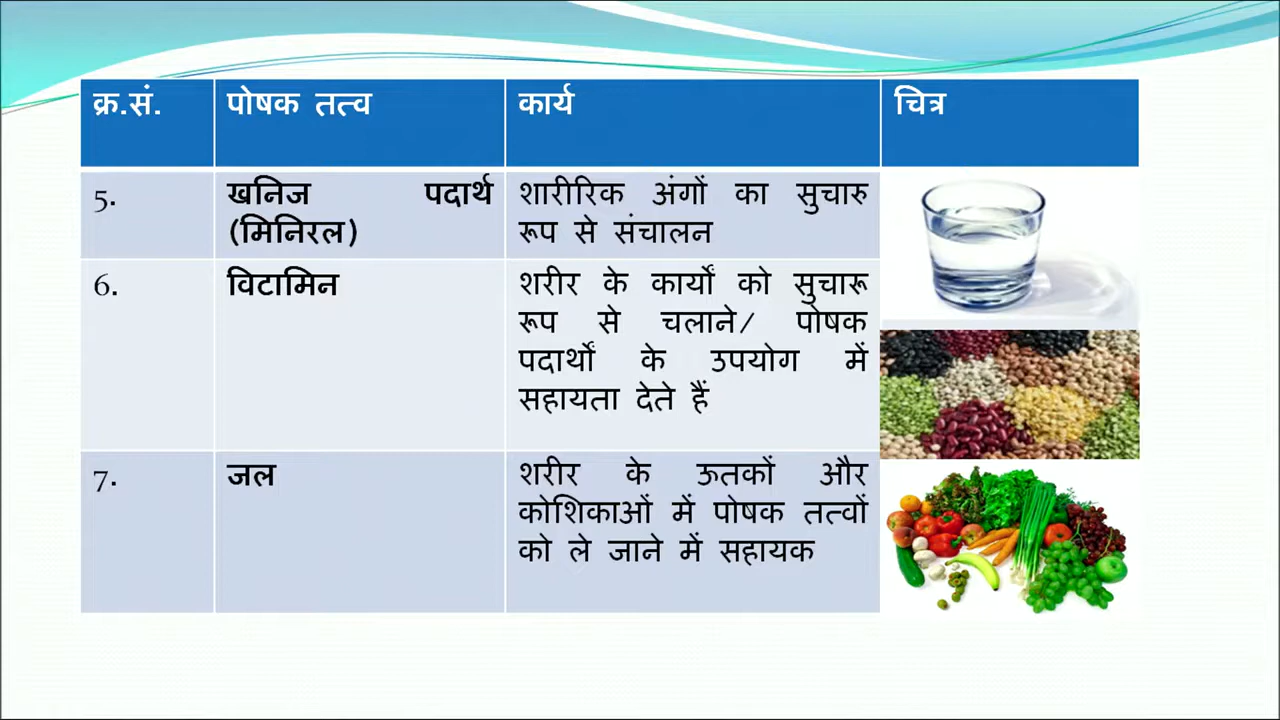 क्र.सं. पोषक तत्व कार्य चित्र
5. खनिज पदार्थ (मिनिरल) शारीरिक अंगों का सुचारु
रूप से संचालन
6. विटामिन शरीर के कार्यों को सुचारू
रूप से चलाने/ पोषक
पदार्थों के उपयोग में
सहायता देते हैं
7. जल शरीर के ऊतकों और
कोशिकाओं में पोषक तत्वों
को ले जाने में सहायक